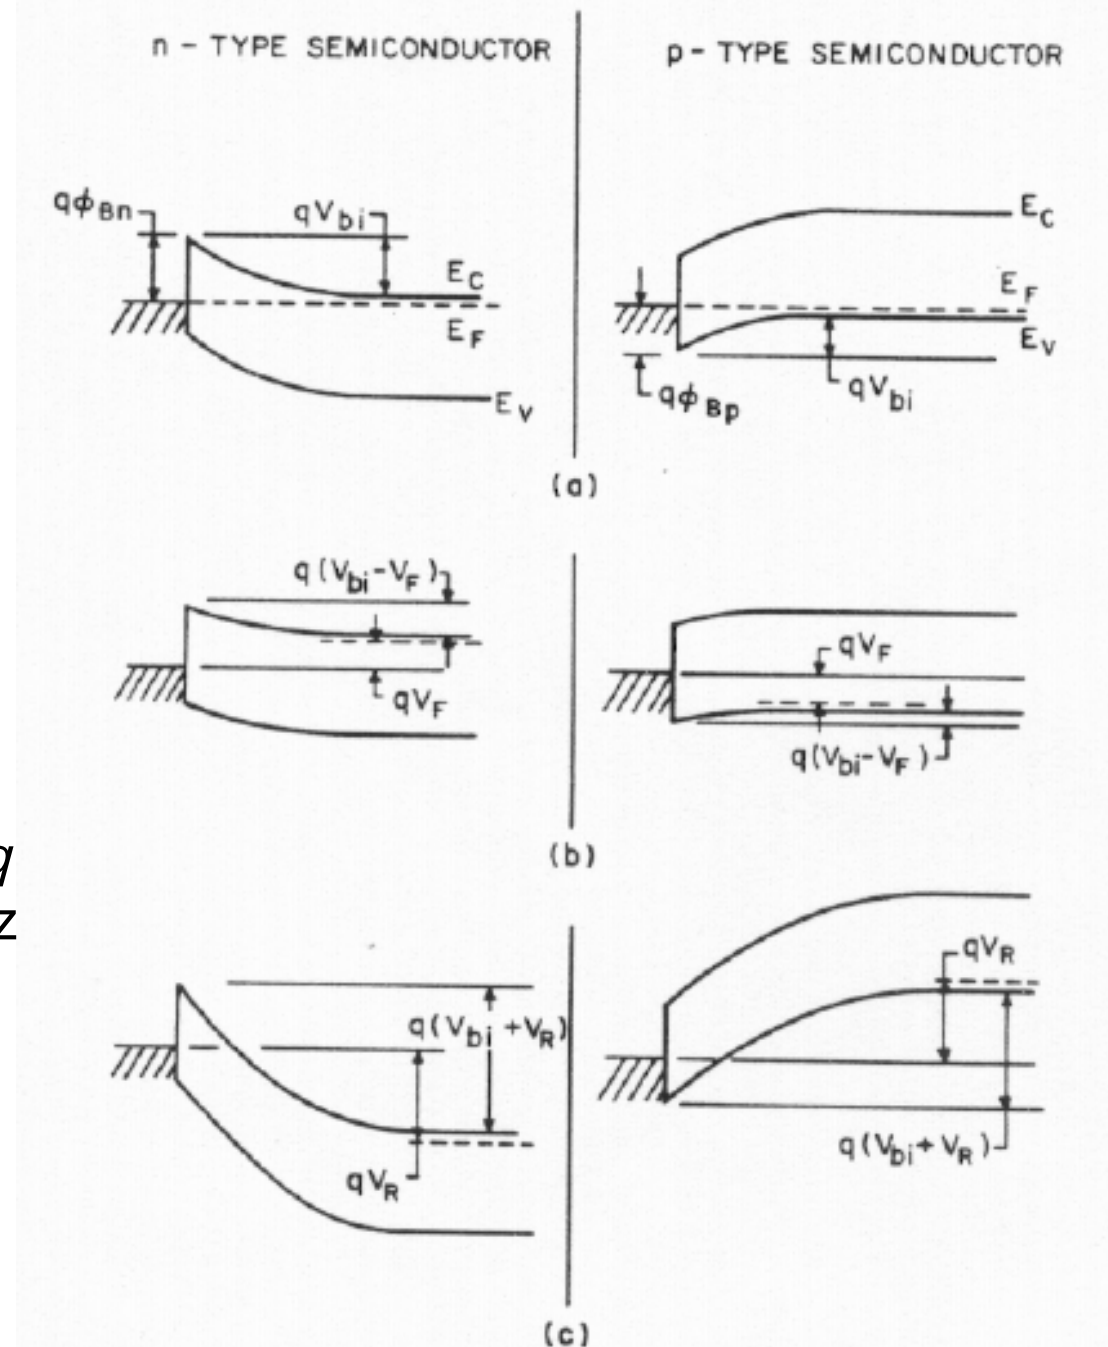 n - TYPE SEMICONDUCTOR
p - TYPE SEMICONDUCTOR
qϕBn
qVbi
EC
EF
EV
EC
EF
EV
qVbi
qϕBp
(a)
q(Vbi-VF)
qVF
qVF
q(Vbi-VF)
(b)
q
z
q(Vbi+VR)
qVR
qVR
q(Vbi+VR)
(c)